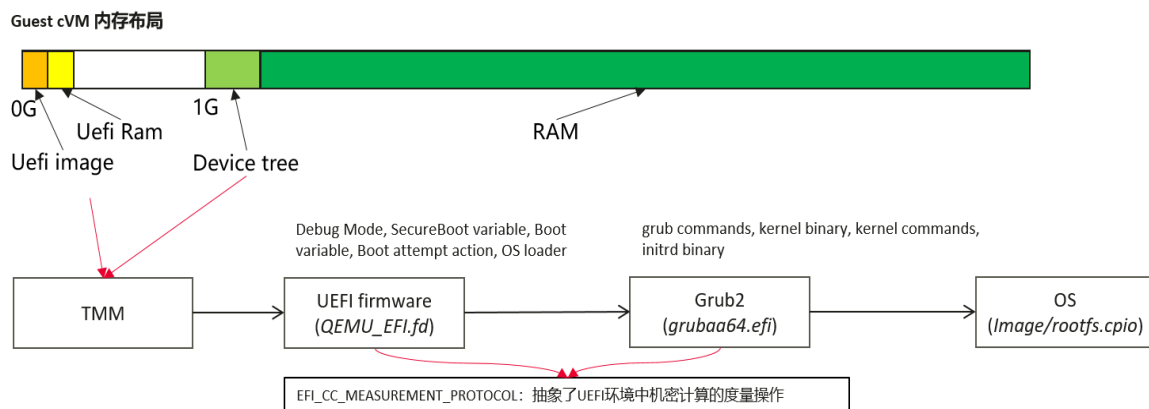 Guest cVM 内存布局
0G
1G
Uefi Ram
RAM
Uefi image
Device tree
Debug Mode, SecureBoot variable, Boot
variable, Boot attempt action, OS loader
grub commands, kernel binary, kernel commands,
initrd binary
TMM
UEFI firmware
(QEMU_EFI.fd)
Grub2
(grubaa64.efi)
OS
(Image/rootfs.cpio)
EFI_CC_MEASUREMENT_PROTOCOL：抽象了UEFI环境中机密计算的度量操作